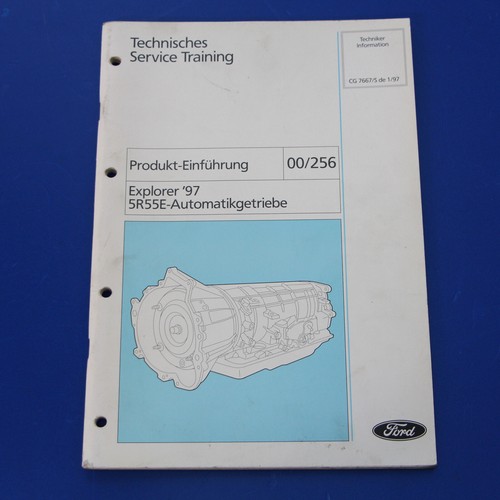 Technisches
Service Training
Techniker
Information
CG 7667/S de 1/97
Produkt-Einführung
00/256
Explorer '97
5R55E-Automatikgetriebe
Ford